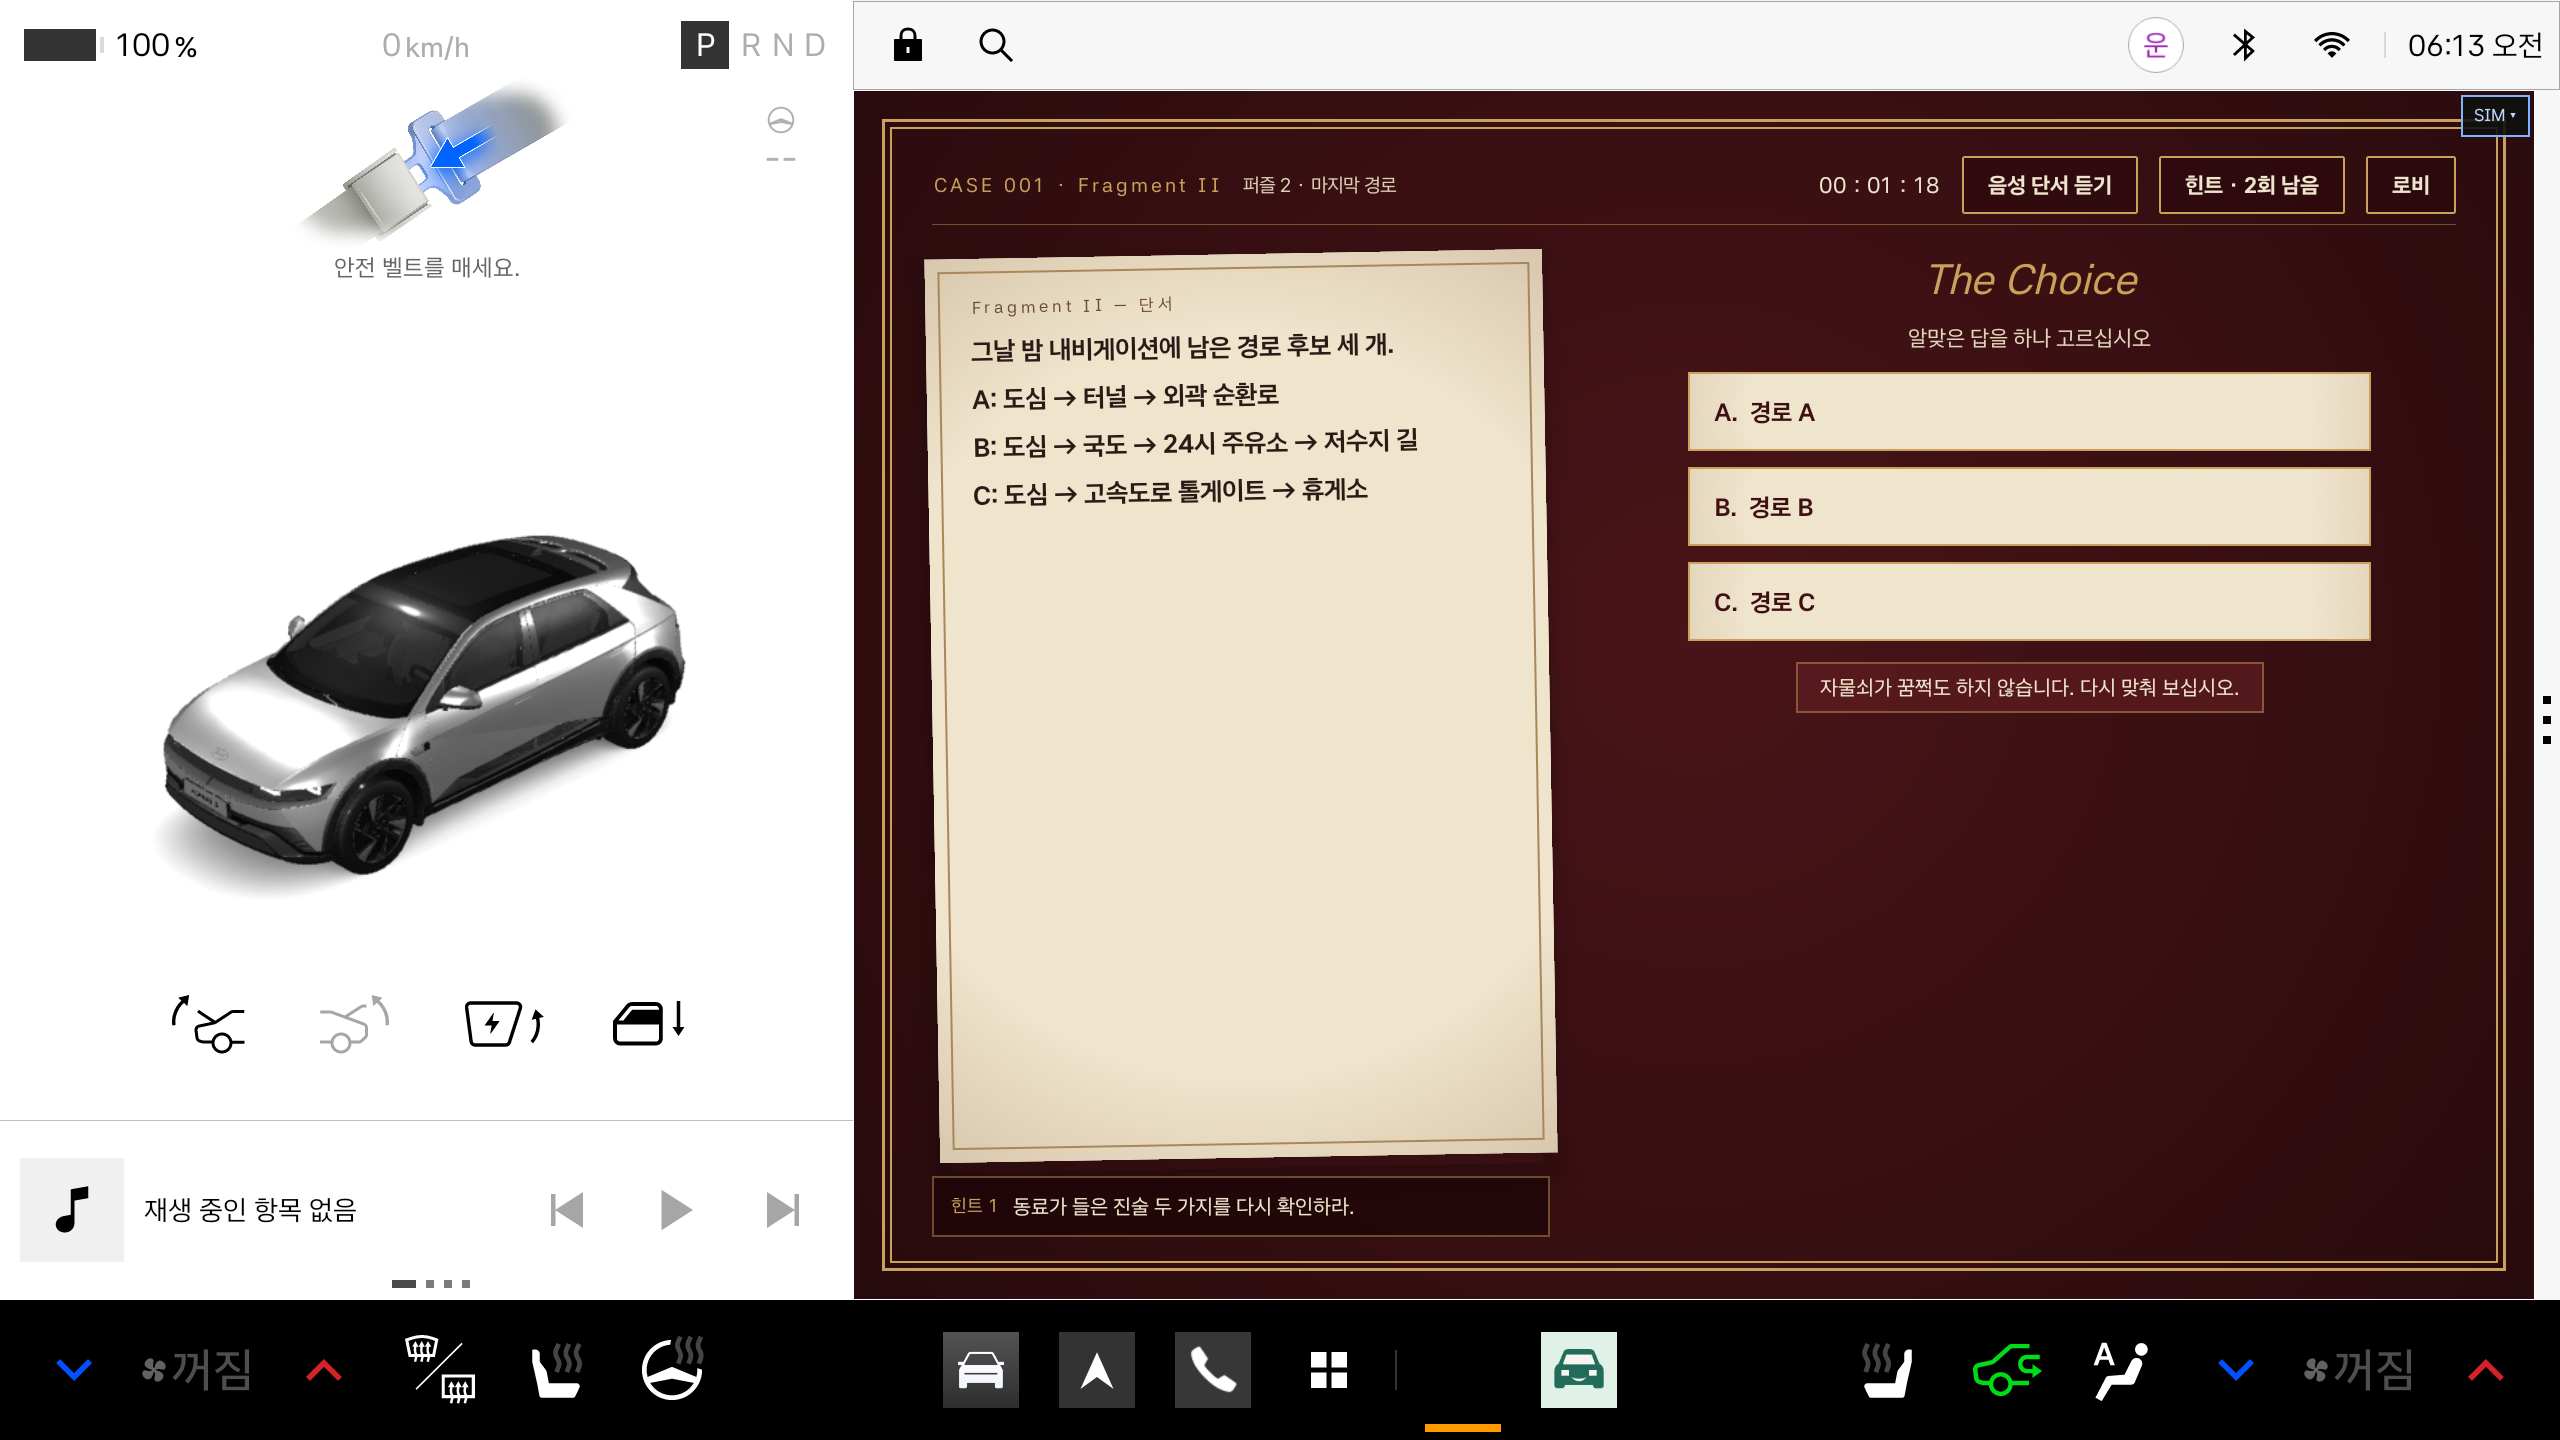 100 %
0 km/h
P R N D
06:13 오전
운
안전 벨트를 매세요.
SIM
CASE 001 · Fragment II 퍼즐 2 · 마지막 경로
00 : 01 : 18
음성 단서 듣기
힌트 · 2회 남음
로비
Fragment II — 단서
그날 밤 내비게이션에 남은 경로 후보 세 개.
A: 도심 → 터널 → 외곽 순환로
B: 도심 → 국도 → 24시 주유소 → 저수지 길
C: 도심 → 고속도로 톨게이트 → 휴게소
힌트 1 동료가 들은 진술 두 가지를 다시 확인하라.
The Choice
알맞은 답을 하나 고르십시오
A. 경로 A
B. 경로 B
C. 경로 C
자물쇠가 꿈쩍도 하지 않습니다. 다시 맞춰 보십시오.
재생 중인 항목 없음
꺼짐
A
꺼짐